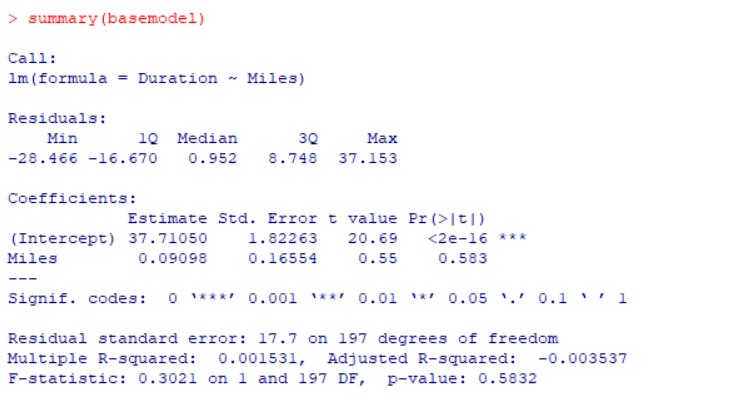 > summary(basemodel)
Call:
lm(formula = Duration ~ Miles)
Residuals:
    Min      1Q  Median      3Q     Max
-28.466 -16.670   0.952   8.748  37.153
Coefficients:
            Estimate Std. Error t value Pr(>|t|)
(Intercept) 37.71050    1.82263   20.69   <2e-16 ***
Miles        0.09098    0.16554    0.55    0.583
---
Signif. codes:  0 ‘***’ 0.001 ‘**’ 0.01 ‘*’ 0.05 ‘.’ 0.1 ‘ ’ 1
Residual standard error: 17.7 on 197 degrees of freedom
Multiple R-squared:  0.001531,  Adjusted R-squared:  -0.003537
F-statistic: 0.3021 on 1 and 197 DF,  p-value: 0.5832